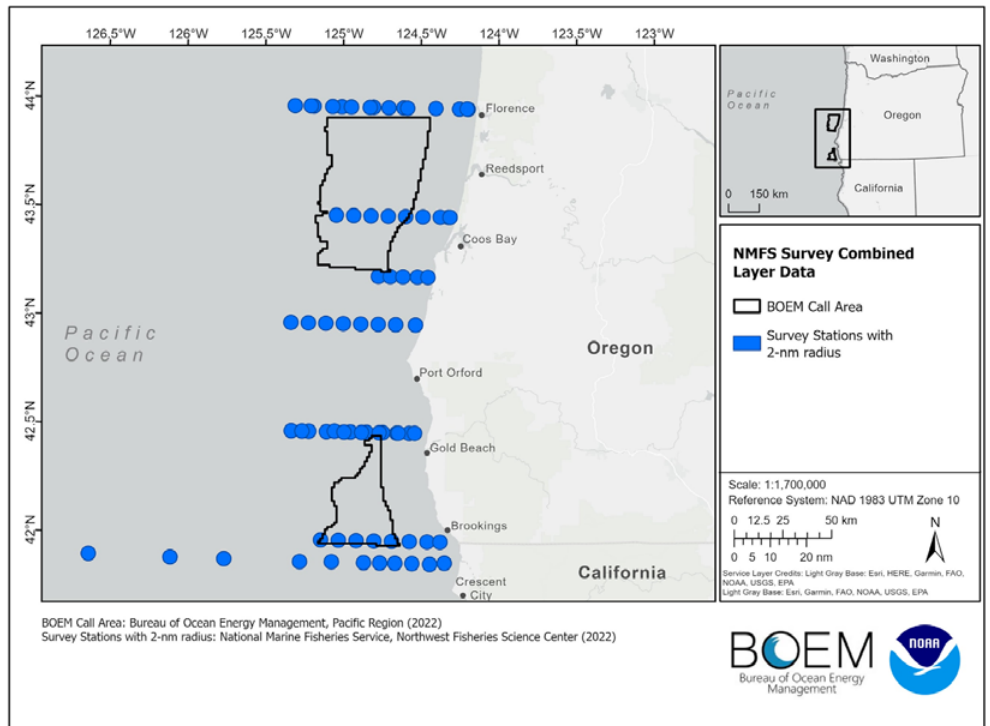 126.5°W 126°W 125.5°W 125°W 124.5°W 124°W 123.5°W 123°W
44°N
43.5°N
43°N
42.5°N
42°N
Florence
Reedsport
Coos Bay
Pacific
Ocean
Oregon
Port Orford
Gold Beach
Brookings
California
Crescent
City
Washington
Pacific
Ocean
Oregon
California
0 150 km
NMFS Survey Combined
Layer Data
BOEM Call Area
Survey Stations with
2-nm radius
Scale: 1:1,700,000
Reference System: NAD 1983 UTM Zone 10
0 12.5 25 50 km
N
0 5 10 20 nm
Service Layer Credits: Light Gray Base: Esri, HERE, Garmin, FAO,
NOAA, USGS, EPA
Light Gray Base: Esri, Garmin, FAO, NOAA, USGS, EPA
BOEM Call Area: Bureau of Ocean Energy Management, Pacific Region (2022)
Survey Stations with 2-nm radius: National Marine Fisheries Service, Northwest Fisheries Science Center (2022)
BOEM
Bureau of Ocean Energy
Management
NOAA